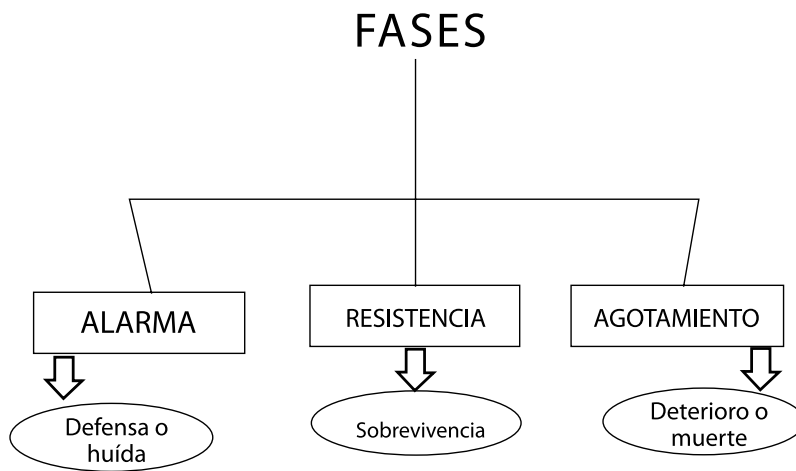 FASES
ALARMA
RESISTENCIA
AGOTAMIENTO
Defensa o
huída
Sobrevivencia
Deterioro o
muerte